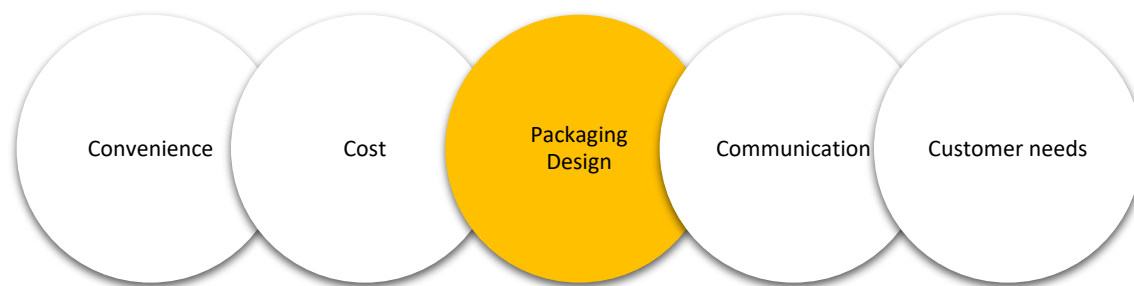 Convenience
Cost
Packaging
Design
Communication
Customer needs